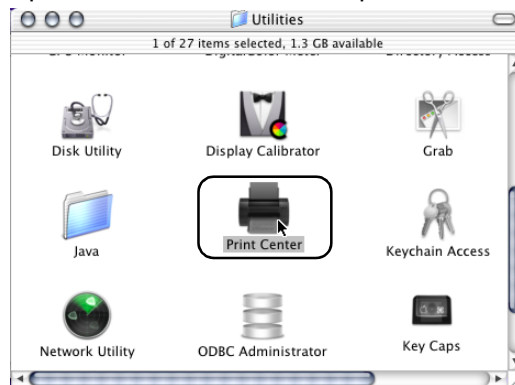 Utilities
1 of 27 items selected, 1.3 GB available
Disk Utility
Display Calibrator
Grab
Java
Print Center
Keychain Access
Network Utility
ODBC Administrator
Key Caps